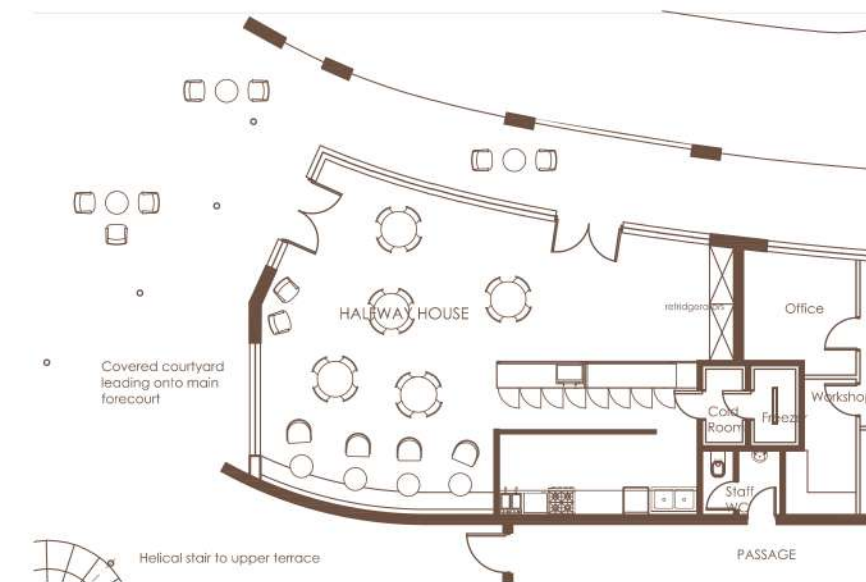 HALFWAY HOUSE
refridgerators
Office
Covered courtyard
leading onto main
forecourt
Workshop
Cold
Room
Freezer
Staff
WC
Helical stair to upper terrace
PASSAGE